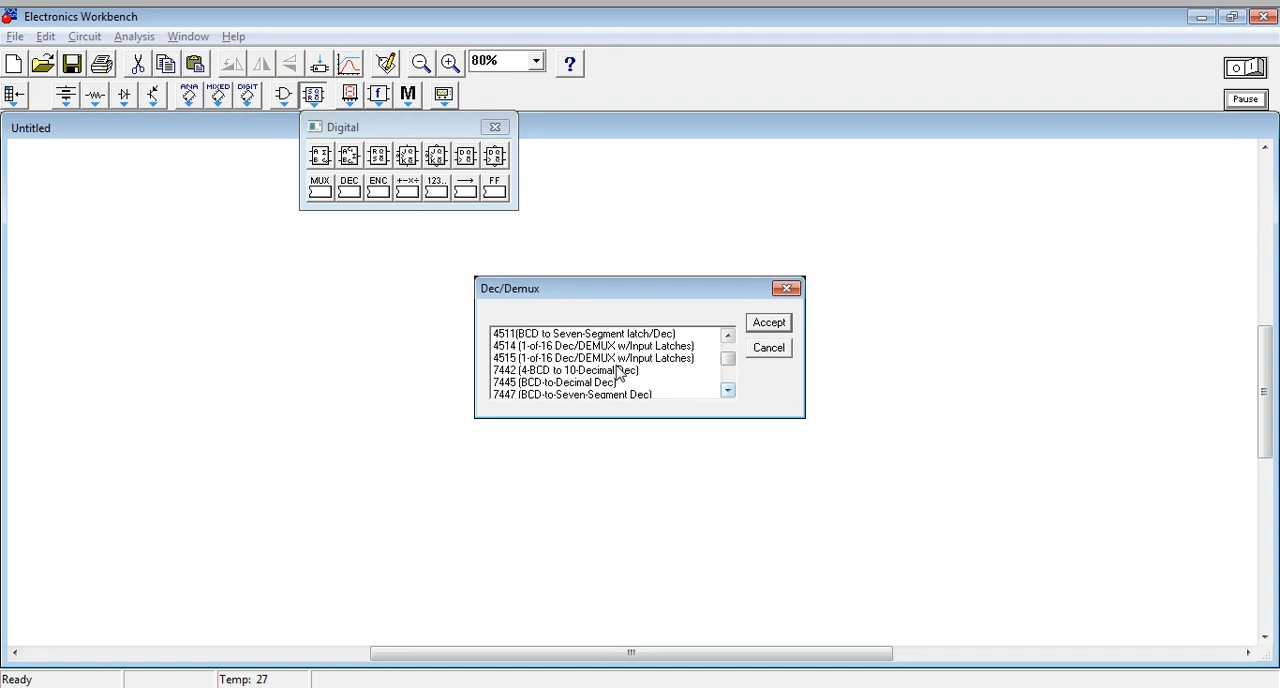 Electronics Workbench
File Edit Circuit Analysis Window Help
80%
?
ANA MIXED DIGIT
M
Pause
Untitled
Digital
MUX DEC ENC +-×÷ 123.. FF
Dec/Demux
4511(BCD to Seven-Segment latch/Dec)
4514 (1-of-16 Dec/DEMUX w/Input Latches)
4515 (1-of-16 Dec/DEMUX w/Input Latches)
7442 (4-BCD to 10-Decimal Dec)
7445 (BCD-to-Decimal Dec)
7447 (BCD-to-Seven-Segment Dec)
Accept
Cancel
Ready
Temp: 27